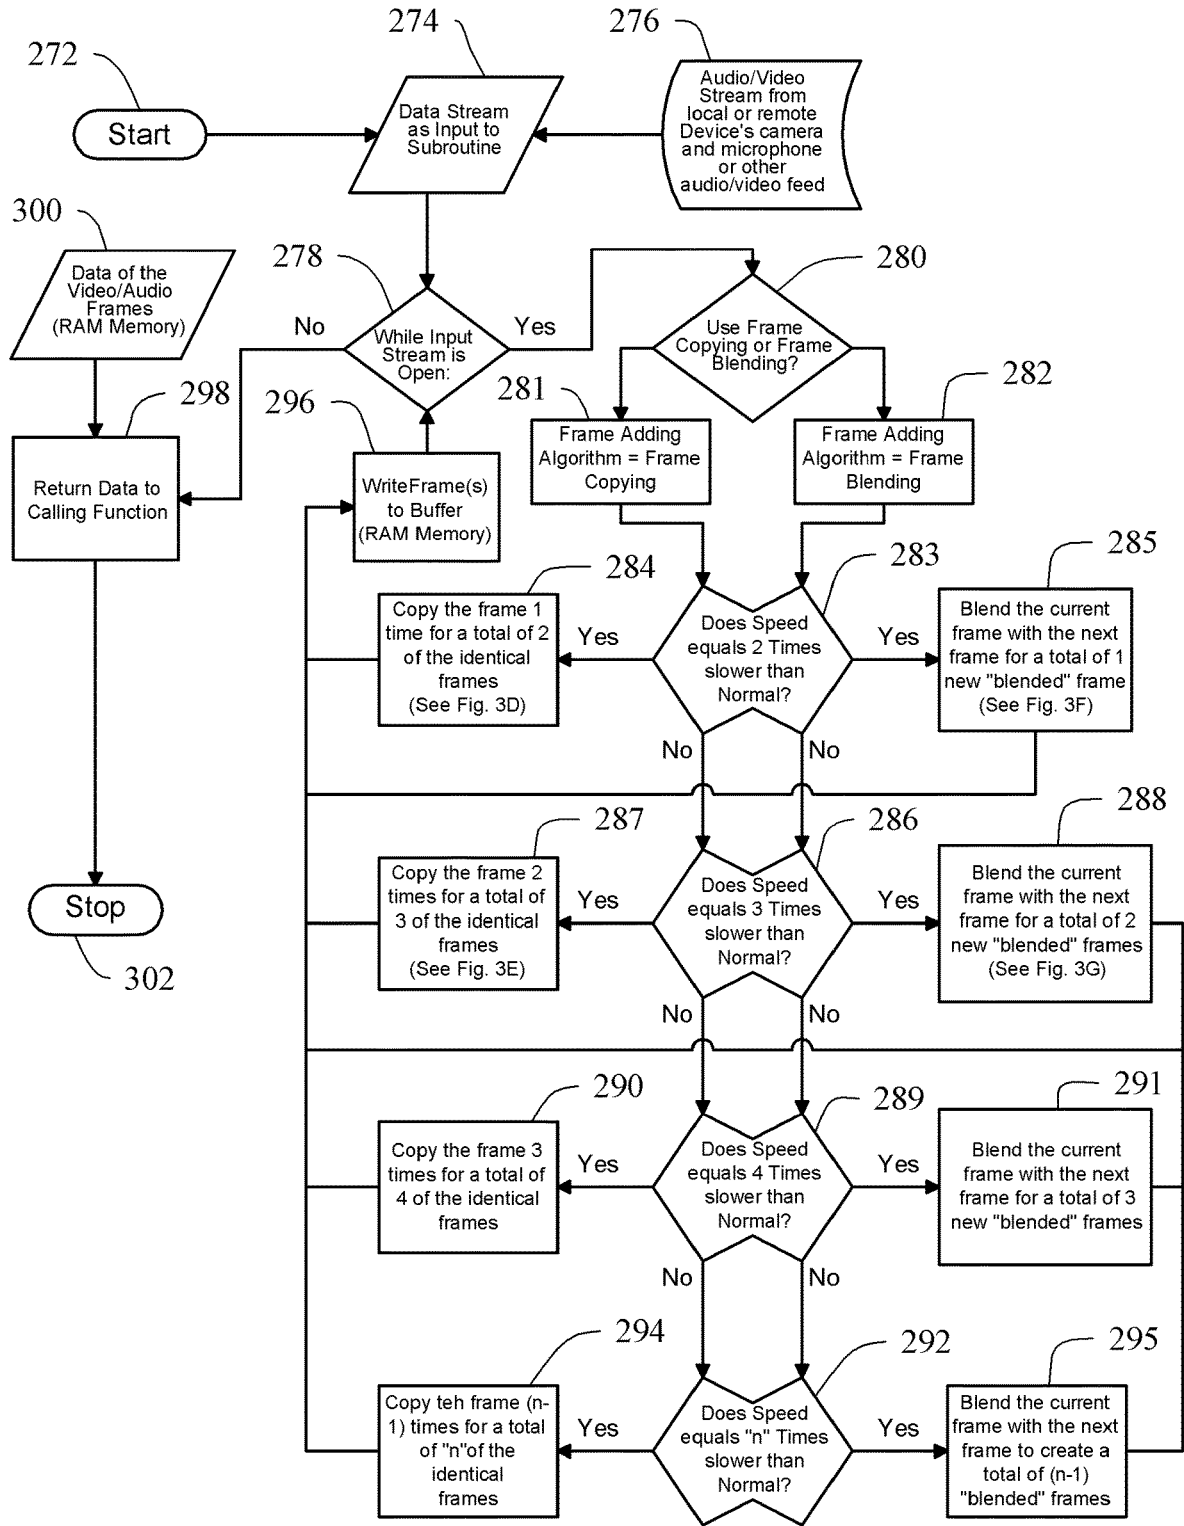 274
276
272
Audio/Video
Stream from
local or remote
Device's camera
and microphone
or other
audio/video feed
Data Stream
as Input to
Subroutine
Start
300
278
280
Data of the
Video/Audio
Frames
(RAM Memory)
No
Yes
While Input
Stream is
Open:
Use Frame
Copying or Frame
Blending?
298
296
281
282
Return Data to
Calling Function
WriteFrame(s)
to Buffer
(RAM Memory)
Frame Adding
Algorithm = Frame
Copying
Frame Adding
Algorithm = Frame
Blending
284
283
285
Copy the frame 1
time for a total of 2
of the identical
frames
(See Fig. 3D)
Yes
Does Speed
equals 2 Times
slower than
Normal?
Yes
Blend the current
frame with the next
frame for a total of 1
new "blended" frame
(See Fig. 3F)
No
No
287
286
288
Copy the frame 2
times for a total of
3 of the identical
frames
(See Fig. 3E)
Yes
Does Speed
equals 3 Times
slower than
Normal?
Yes
Blend the current
frame with the next
frame for a total of 2
new "blended" frames
(See Fig. 3G)
Stop
302
No
No
290
289
291
Copy the frame 3
times for a total of
4 of the identical
frames
Yes
Does Speed
equals 4 Times
slower than
Normal?
Yes
Blend the current
frame with the next
frame for a total of 3
new "blended" frames
No
No
294
292
295
Copy teh frame (n-
1) times for a total
of "n"of the
identical
frames
Yes
Does Speed
equals "n" Times
slower than
Normal?
Yes
Blend the current
frame with the next
frame to create a
total of (n-1)
"blended" frames